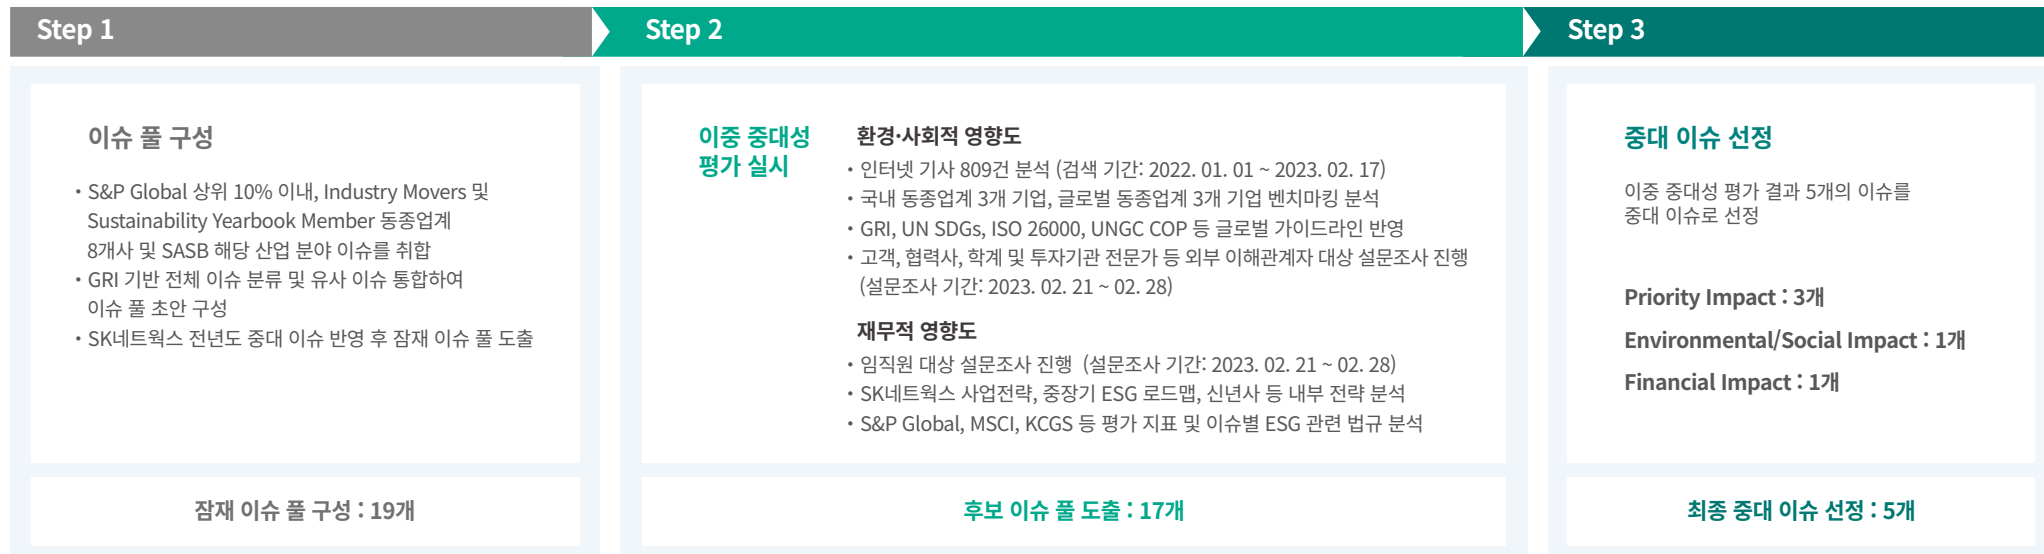 Step 1
이슈 풀 구성
• S&P Global 상위 10% 이내, Industry Movers 및
Sustainability Yearbook Member 동종업계
8개사 및 SASB 해당 산업 분야 이슈를 취합
• GRI 기반 전체 이슈 분류 및 유사 이슈 통합하여
이슈 풀 초안 구성
• SK네트웍스 전년도 중대 이슈 반영 후 잠재 이슈 풀 도출
잠재 이슈 풀 구성 : 19개
Step 2
이중 중대성
평가 실시
환경·사회적 영향도
• 인터넷 기사 809건 분석 (검색 기간: 2022. 01. 01 ~ 2023. 02. 17)
• 국내 동종업계 3개 기업, 글로벌 동종업계 3개 기업 벤치마킹 분석
• GRI, UN SDGs, ISO 26000, UNGC COP 등 글로벌 가이드라인 반영
• 고객, 협력사, 학계 및 투자기관 전문가 등 외부 이해관계자 대상 설문조사 진행
(설문조사 기간: 2023. 02. 21 ~ 02. 28)
재무적 영향도
• 임직원 대상 설문조사 진행 (설문조사 기간: 2023. 02. 21 ~ 02. 28)
• SK네트웍스 사업전략, 중장기 ESG 로드맵, 신년사 등 내부 전략 분석
• S&P Global, MSCI, KCGS 등 평가 지표 및 이슈별 ESG 관련 법규 분석
후보 이슈 풀 도출 : 17개
Step 3
중대 이슈 선정
이중 중대성 평가 결과 5개의 이슈를
중대 이슈로 선정
Priority Impact : 3개
Environmental/Social Impact : 1개
Financial Impact : 1개
최종 중대 이슈 선정 : 5개